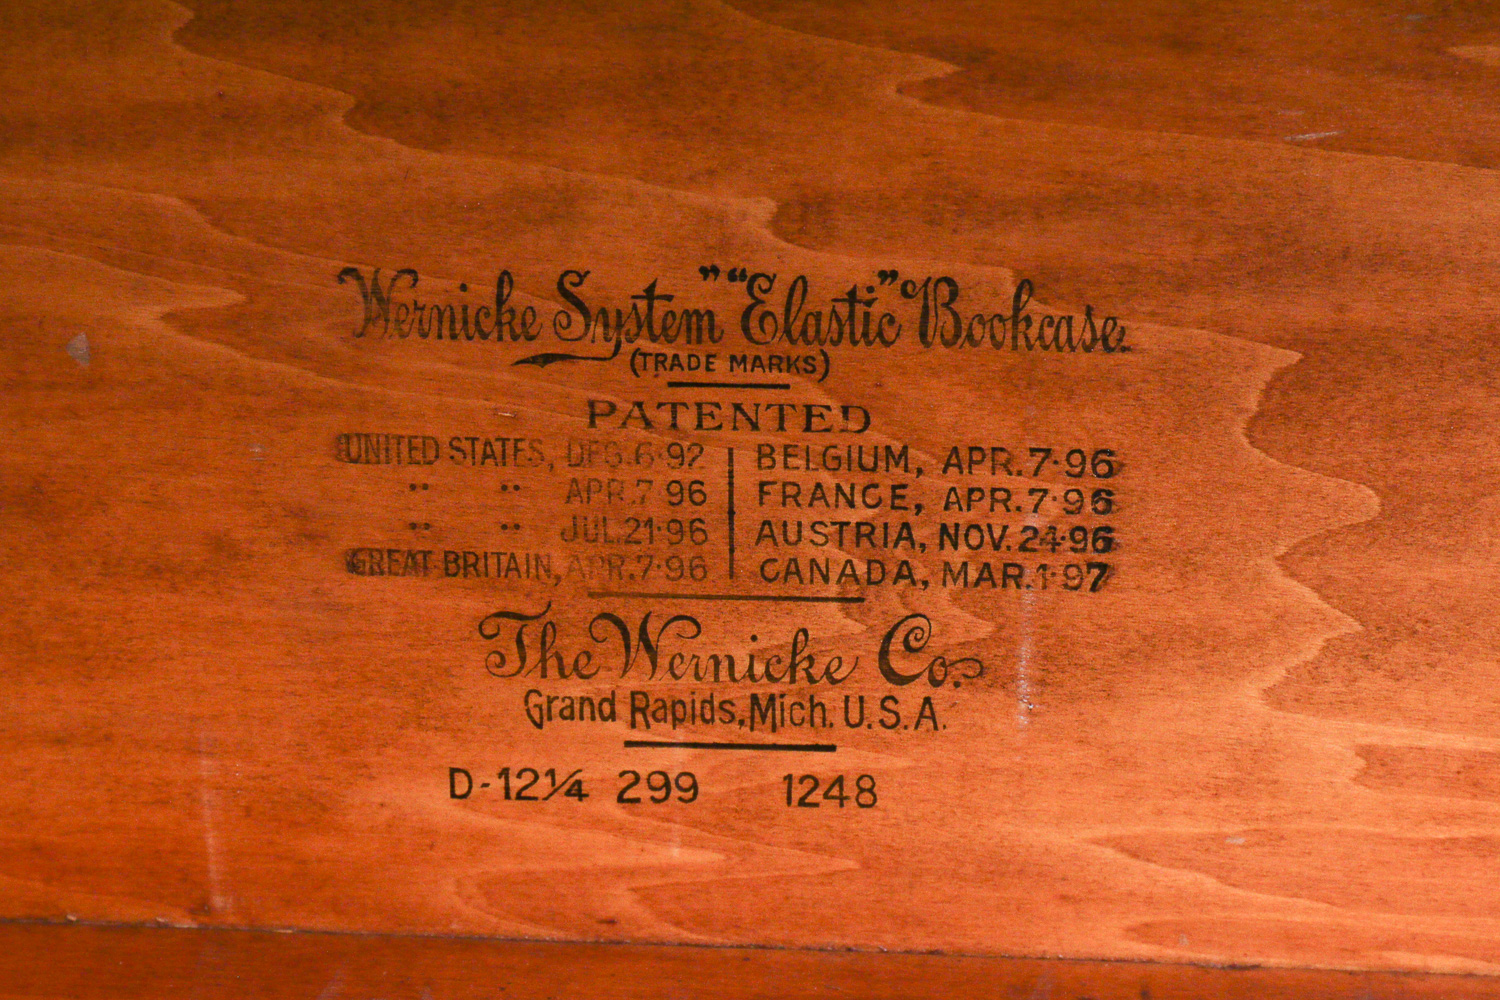 Wernicke System" "Elastic" Bookcase.
(TRADE MARKS)
PATENTED
UNITED STATES, DEC. 6·92 | BELGIUM, APR. 7·96
" " APR. 7 96 | FRANCE, APR. 7·96
" " JUL. 21·96 | AUSTRIA, NOV. 24·96
GREAT BRITAIN, APR. 7·96 | CANADA, MAR. 1·97
The Wernicke Co.
Grand Rapids, Mich. U.S.A.
D-12¼ 299 1248